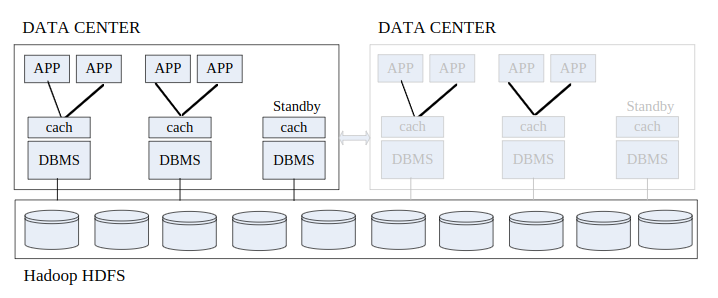 DATA CENTER
DATA CENTER
APP APP APP APP
APP APP APP APP
Standby
Standby
cach cach cach
cach cach cach
DBMS DBMS DBMS
DBMS DBMS DBMS
Hadoop HDFS